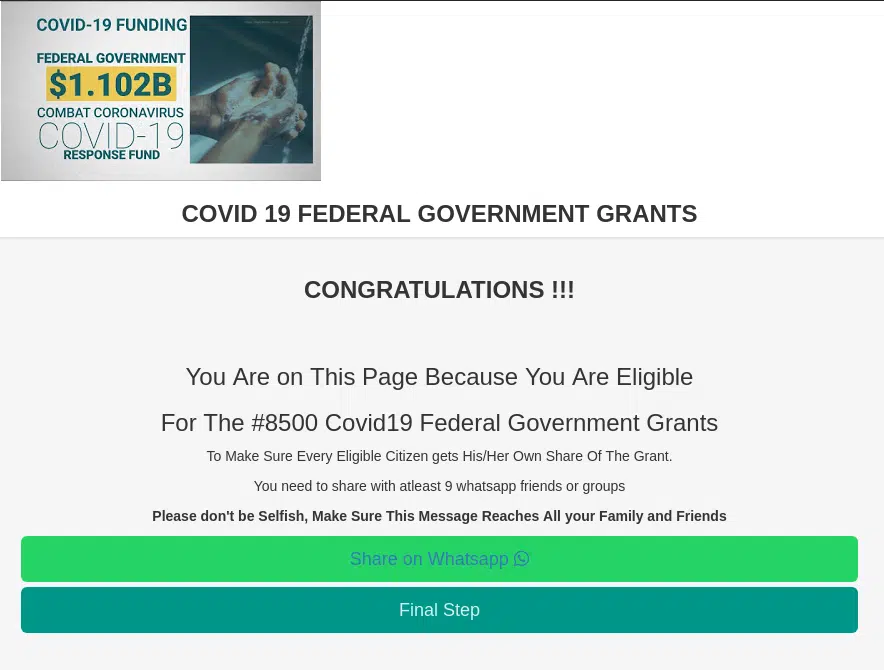 COVID-19 FUNDING
FEDERAL GOVERNMENT
$1.102B
COMBAT CORONAVIRUS
COVID-19
RESPONSE FUND
COVID 19 FEDERAL GOVERNMENT GRANTS
CONGRATULATIONS !!!
You Are on This Page Because You Are Eligible
For The #8500 Covid19 Federal Government Grants
To Make Sure Every Eligible Citizen gets His/Her Own Share Of The Grant.
You need to share with atleast 9 whatsapp friends or groups
Please don't be Selfish, Make Sure This Message Reaches All your Family and Friends
Share on Whatsapp
Final Step